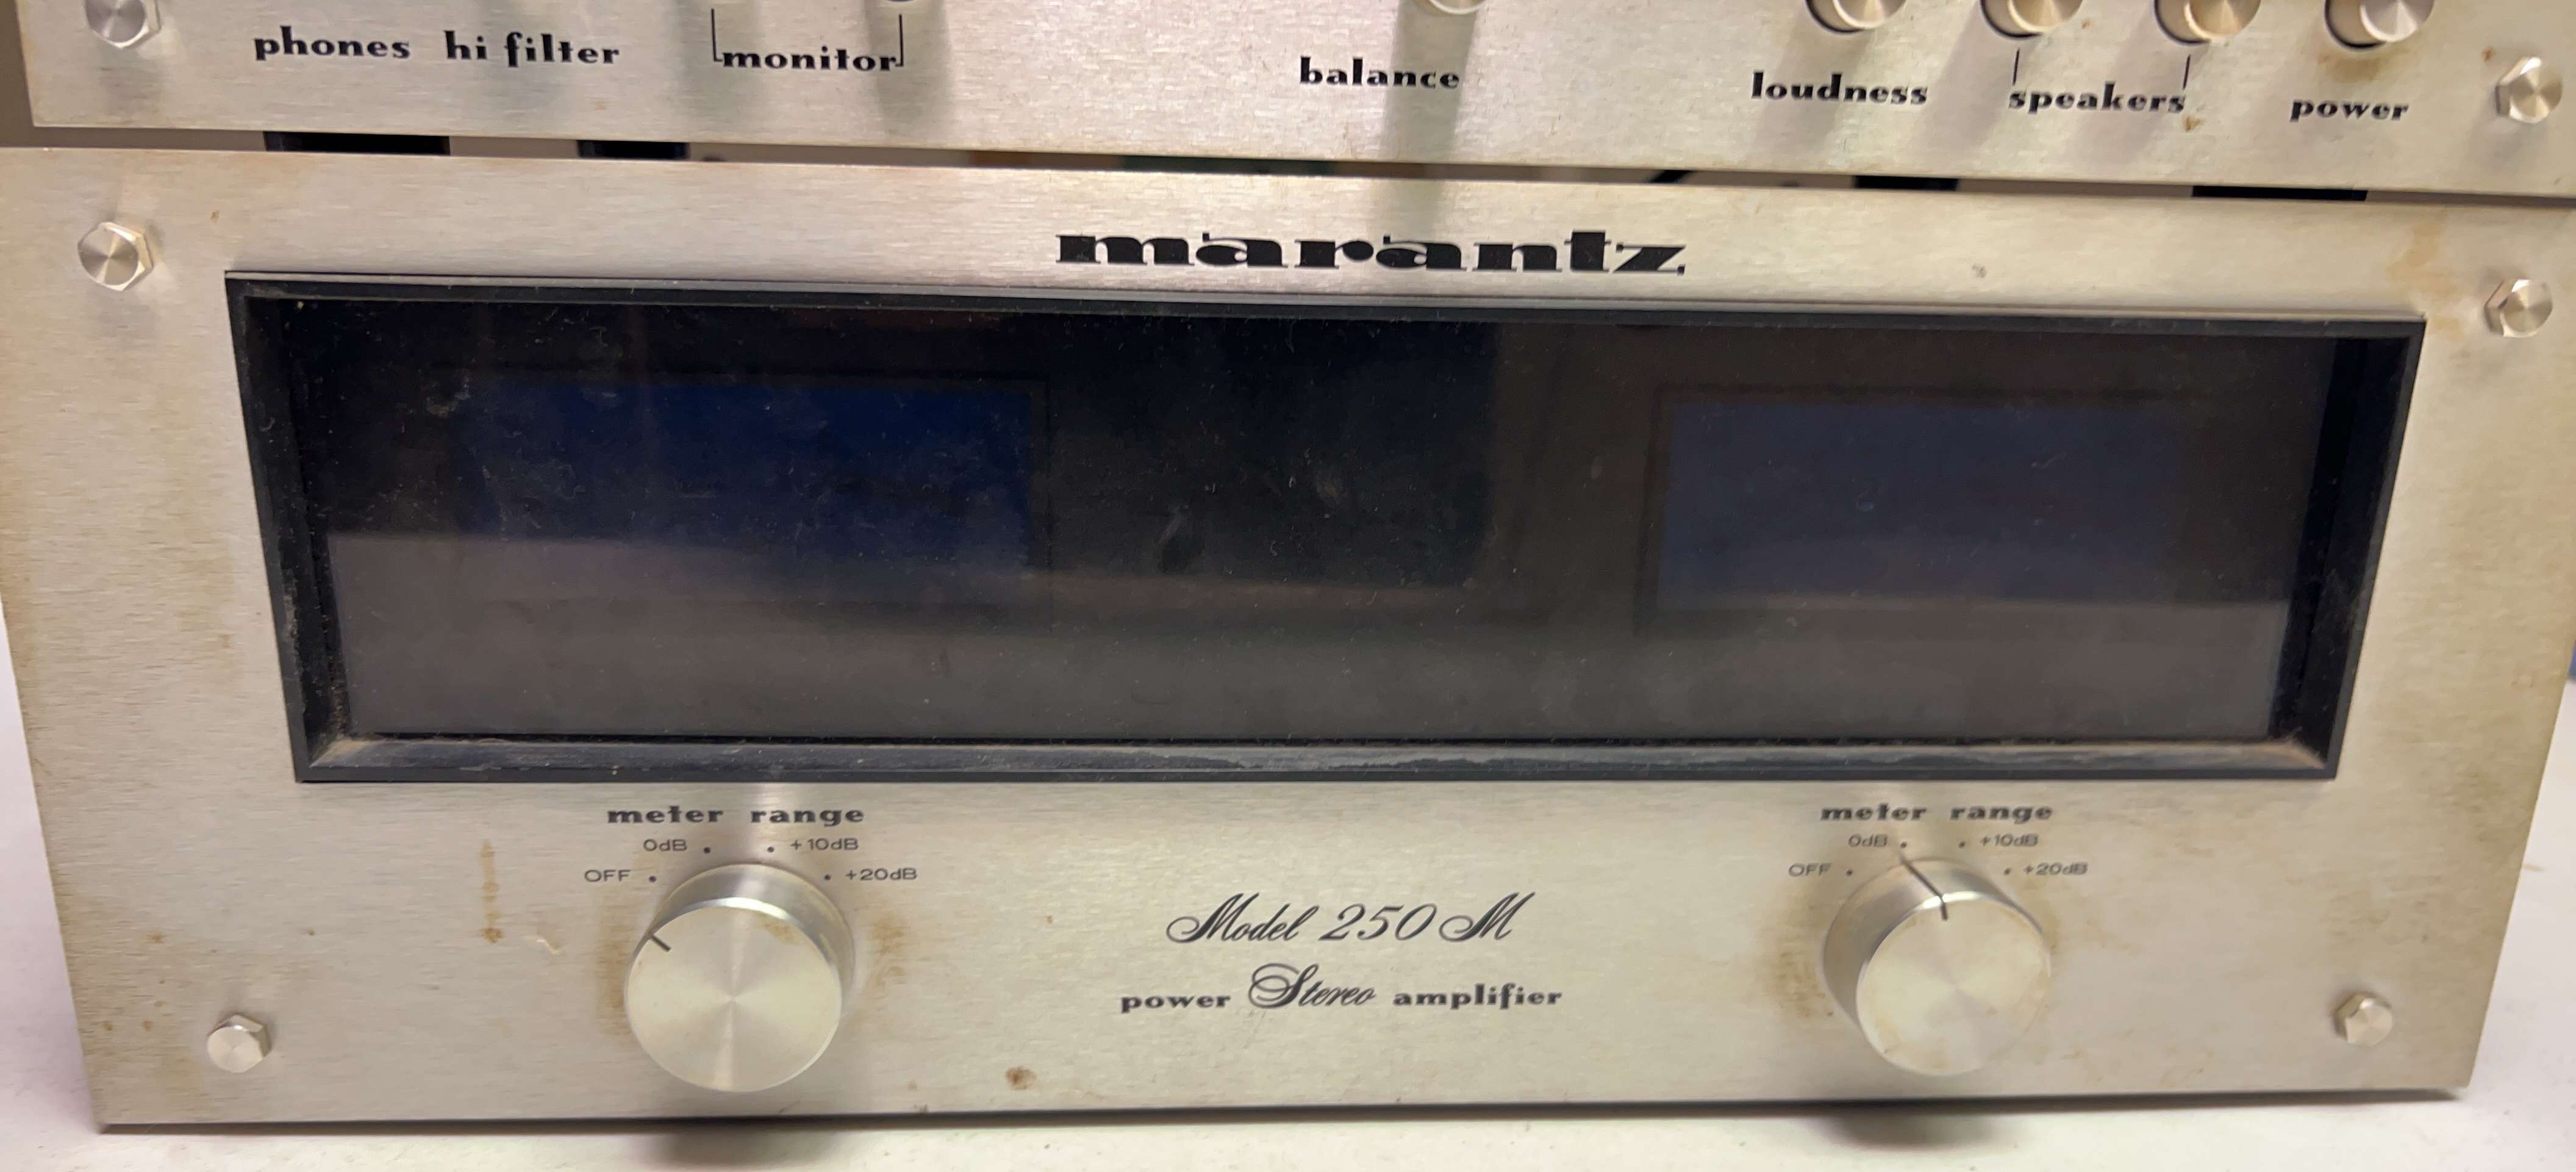 phones hi filter monitor balance loudness speakers power
marantz
meter range
0dB +10dB
OFF +20dB
meter range
0dB +10dB
OFF +20dB
Model 250M
power Stereo amplifier